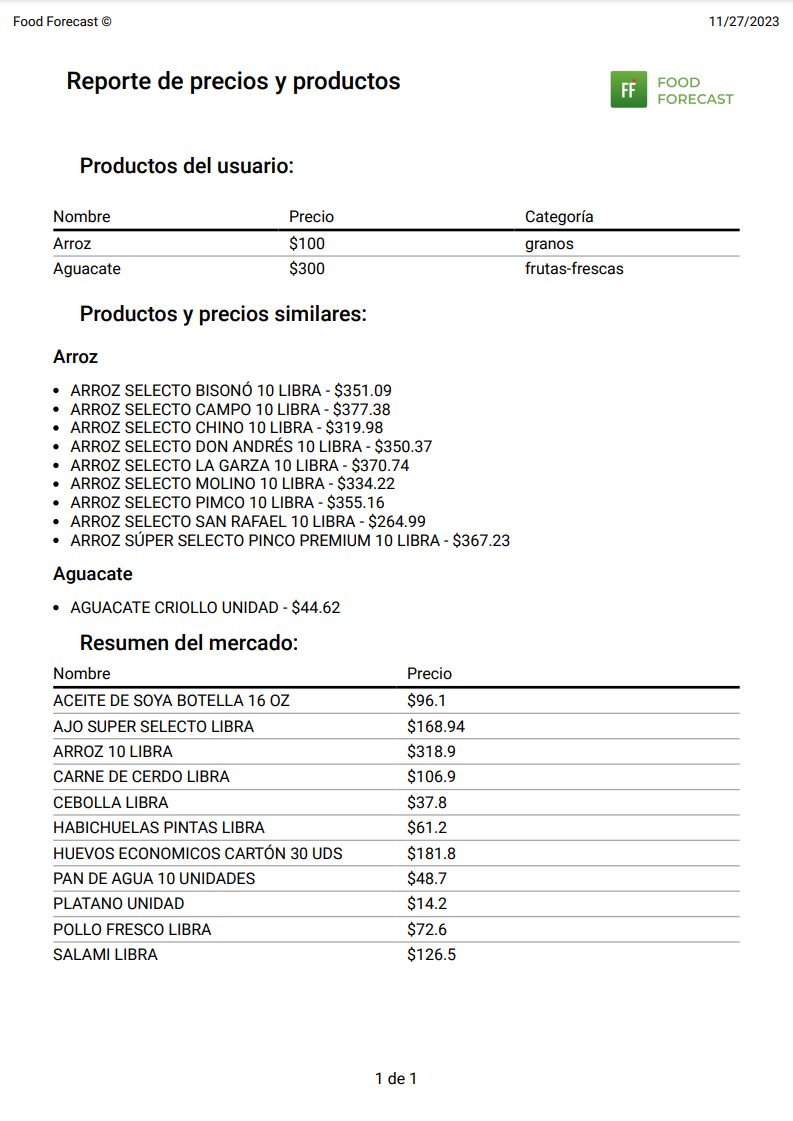 Food Forecast © 11/27/2023
Reporte de precios y productos
FF FOOD
FORECAST
Productos del usuario:
Nombre Precio Categoría
Arroz $100 granos
Aguacate $300 frutas-frescas
Productos y precios similares:
Arroz
• ARROZ SELECTO BISONÓ 10 LIBRA - $351.09
• ARROZ SELECTO CAMPO 10 LIBRA - $377.38
• ARROZ SELECTO CHINO 10 LIBRA - $319.98
• ARROZ SELECTO DON ANDRÉS 10 LIBRA - $350.37
• ARROZ SELECTO LA GARZA 10 LIBRA - $370.74
• ARROZ SELECTO MOLINO 10 LIBRA - $334.22
• ARROZ SELECTO PIMCO 10 LIBRA - $355.16
• ARROZ SELECTO SAN RAFAEL 10 LIBRA - $264.99
• ARROZ SÚPER SELECTO PINCO PREMIUM 10 LIBRA - $367.23
Aguacate
• AGUACATE CRIOLLO UNIDAD - $44.62
Resumen del mercado:
Nombre Precio
ACEITE DE SOYA BOTELLA 16 OZ $96.1
AJO SUPER SELECTO LIBRA $168.94
ARROZ 10 LIBRA $318.9
CARNE DE CERDO LIBRA $106.9
CEBOLLA LIBRA $37.8
HABICHUELAS PINTAS LIBRA $61.2
HUEVOS ECONOMICOS CARTÓN 30 UDS $181.8
PAN DE AGUA 10 UNIDADES $48.7
PLATANO UNIDAD $14.2
POLLO FRESCO LIBRA $72.6
SALAMI LIBRA $126.5
1 de 1